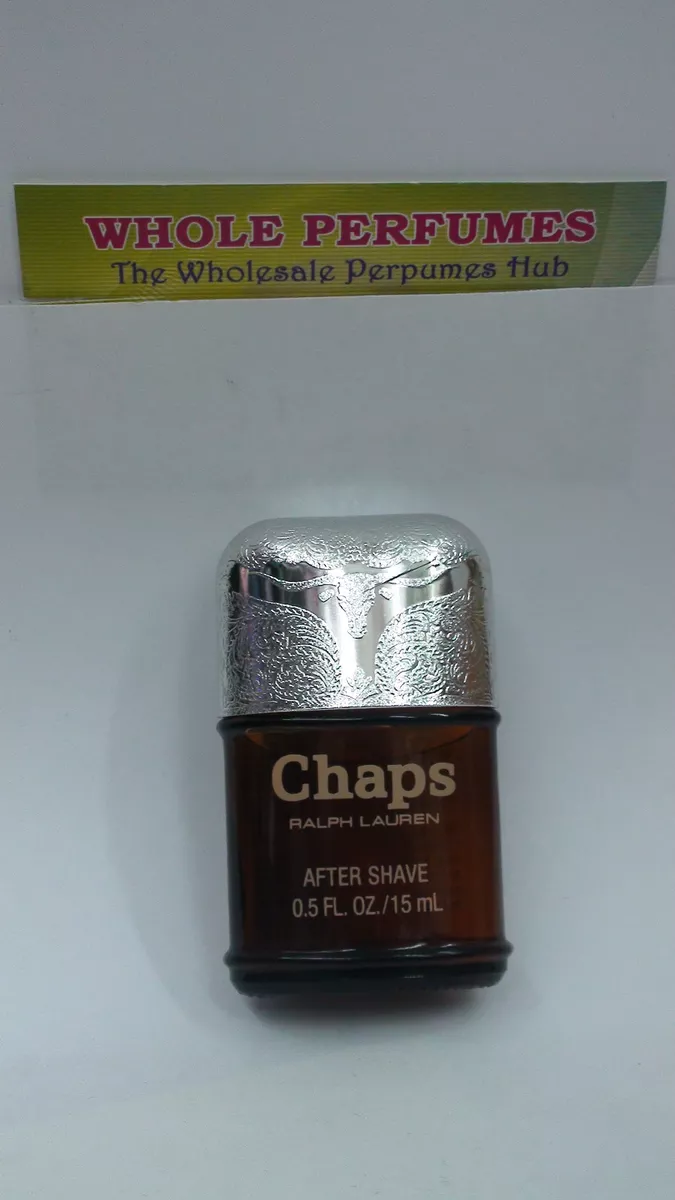 WHOLE PERFUMES
The Wholesale Perpumes Hub
Chaps
RALPH LAUREN
AFTER SHAVE
0.5 FL. OZ./15 mL